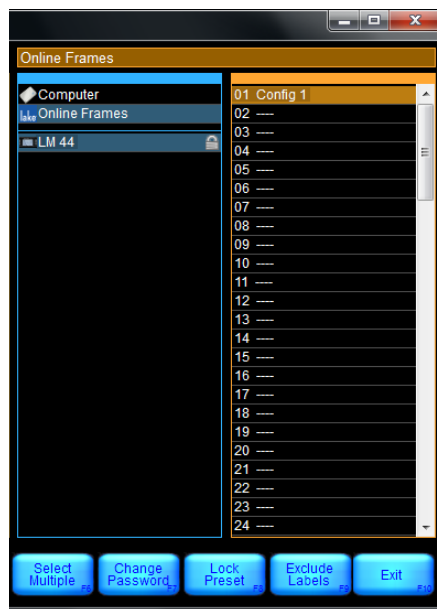 Online Frames
Computer
lake Online Frames
LM 44
01 Config 1
02 ----
03 ----
04 ----
05 ----
06 ----
07 ----
08 ----
09 ----
10 ----
11 ----
12 ----
13 ----
14 ----
15 ----
16 ----
17 ----
18 ----
19 ----
20 ----
21 ----
22 ----
23 ----
24 ----
Select Multiple F6
Change Password F7
Lock Preset F8
Exclude Labels F9
Exit F10